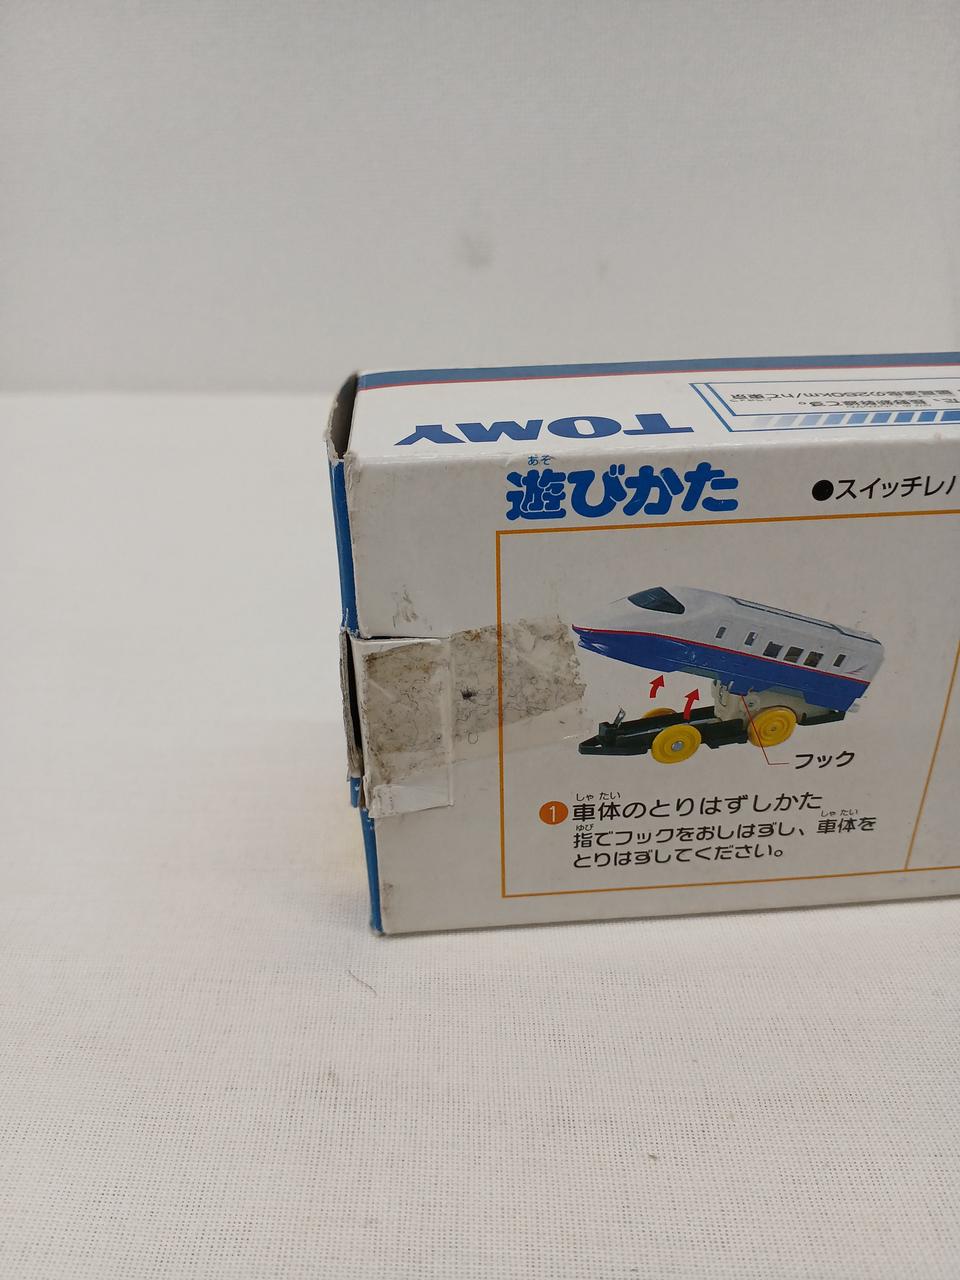 TOMY
あそ
遊びかた
●スイッチレバ
フック
しゃ たい
1 車体のとりはずしかた
ゆび しゃ たい
指でフックをおしはずし、車体を
とりはずしてください。